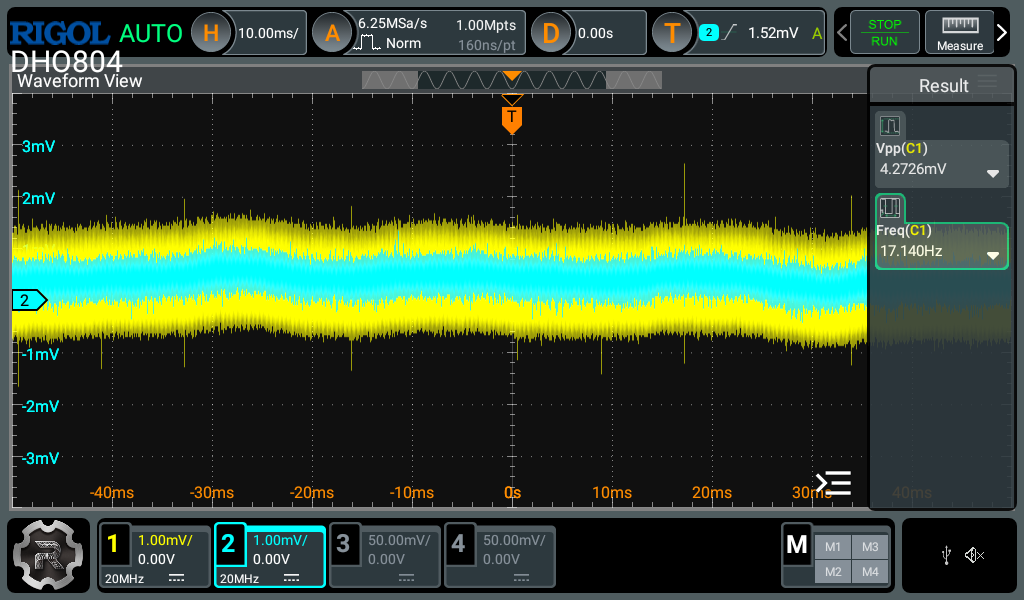 RIGOL AUTO H 10.00ms/ A 6.25MSa/s 1.00Mpts D 0.00s T 2 1.52mV A STOP
Norm 160ns/pt RUN Measure
DHO804
Waveform View
Result
T
3mV
Vpp(C1)
4.2726mV
2mV
Freq(C1)
17.140Hz
2
-1mV
-2mV
-3mV
-40ms -30ms -20ms -10ms 0s 10ms 20ms 30ms 40ms
1 1.00mV/ 2 1.00mV/ 3 50.00mV/ 4 50.00mV/ M M1 M3
0.00V 0.00V 0.00V 0.00V M2 M4
20MHz 20MHz
R